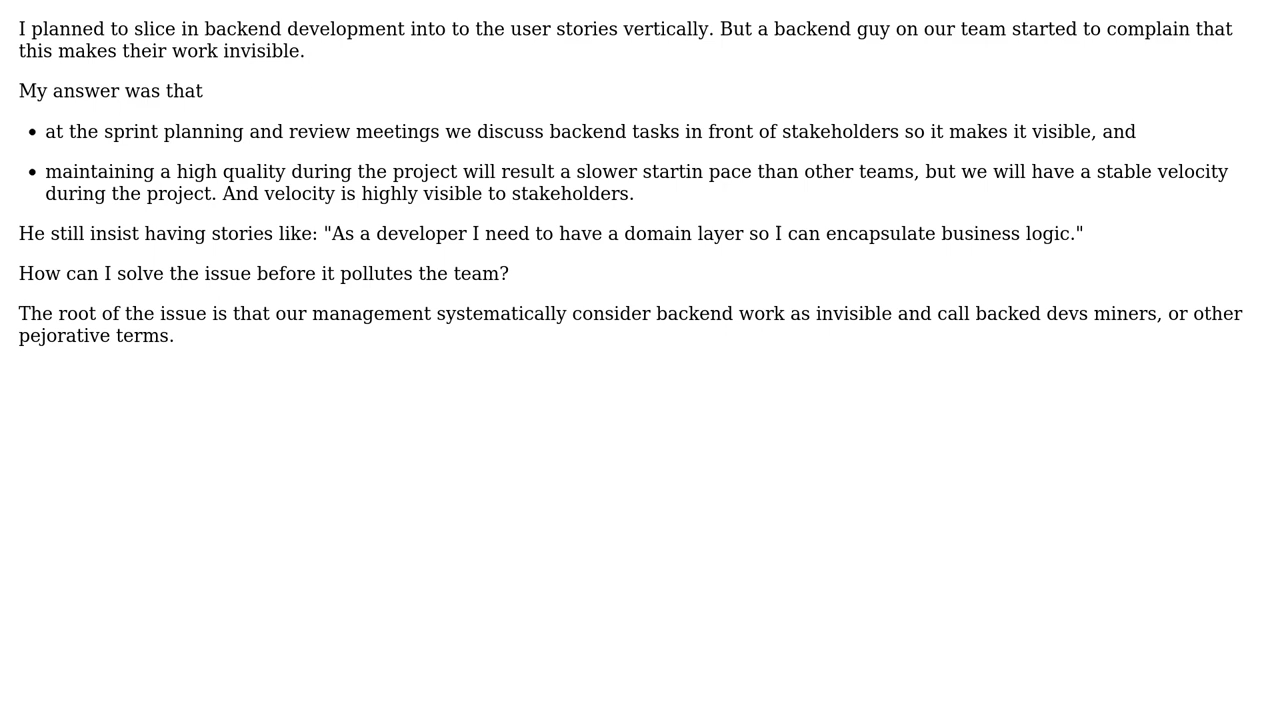 I planned to slice in backend development into to the user stories vertically. But a backend guy on our team started to complain that
this makes their work invisible.
My answer was that
• at the sprint planning and review meetings we discuss backend tasks in front of stakeholders so it makes it visible, and
• maintaining a high quality during the project will result a slower startin pace than other teams, but we will have a stable velocity
during the project. And velocity is highly visible to stakeholders.
He still insist having stories like: "As a developer I need to have a domain layer so I can encapsulate business logic."
How can I solve the issue before it pollutes the team?
The root of the issue is that our management systematically consider backend work as invisible and call backed devs miners, or other
pejorative terms.